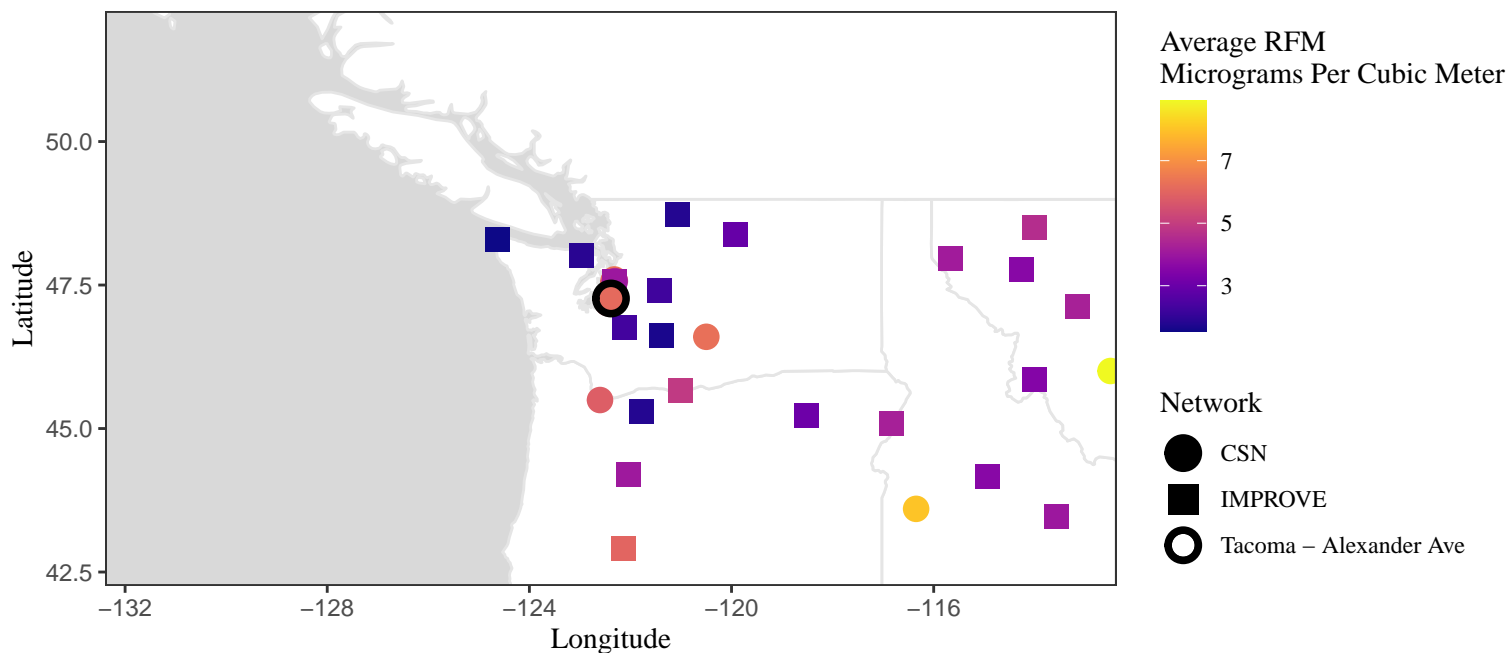 Average RFM
Micrograms Per Cubic Meter
7
5
3
Network
CSN
IMPROVE
Tacoma − Alexander Ave
Latitude
50.0
47.5
45.0
42.5
−132
−128
−124
−120
−116
Longitude